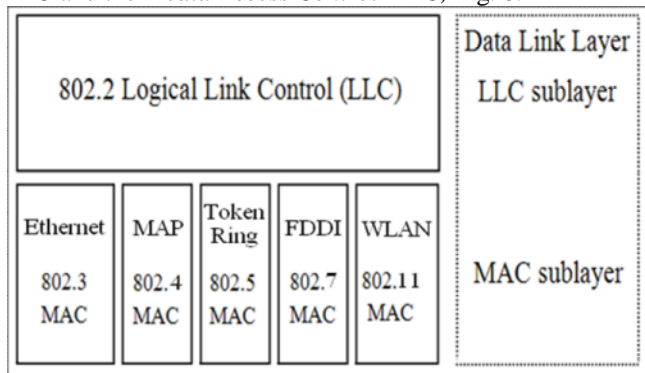 802.2 Logical Link Control (LLC)
Data Link Layer
LLC sublayer
Ethernet
802.3
MAC
MAP
802.4
MAC
Token
Ring
802.5
MAC
FDDI
802.7
MAC
WLAN
802.11
MAC
MAC sublayer